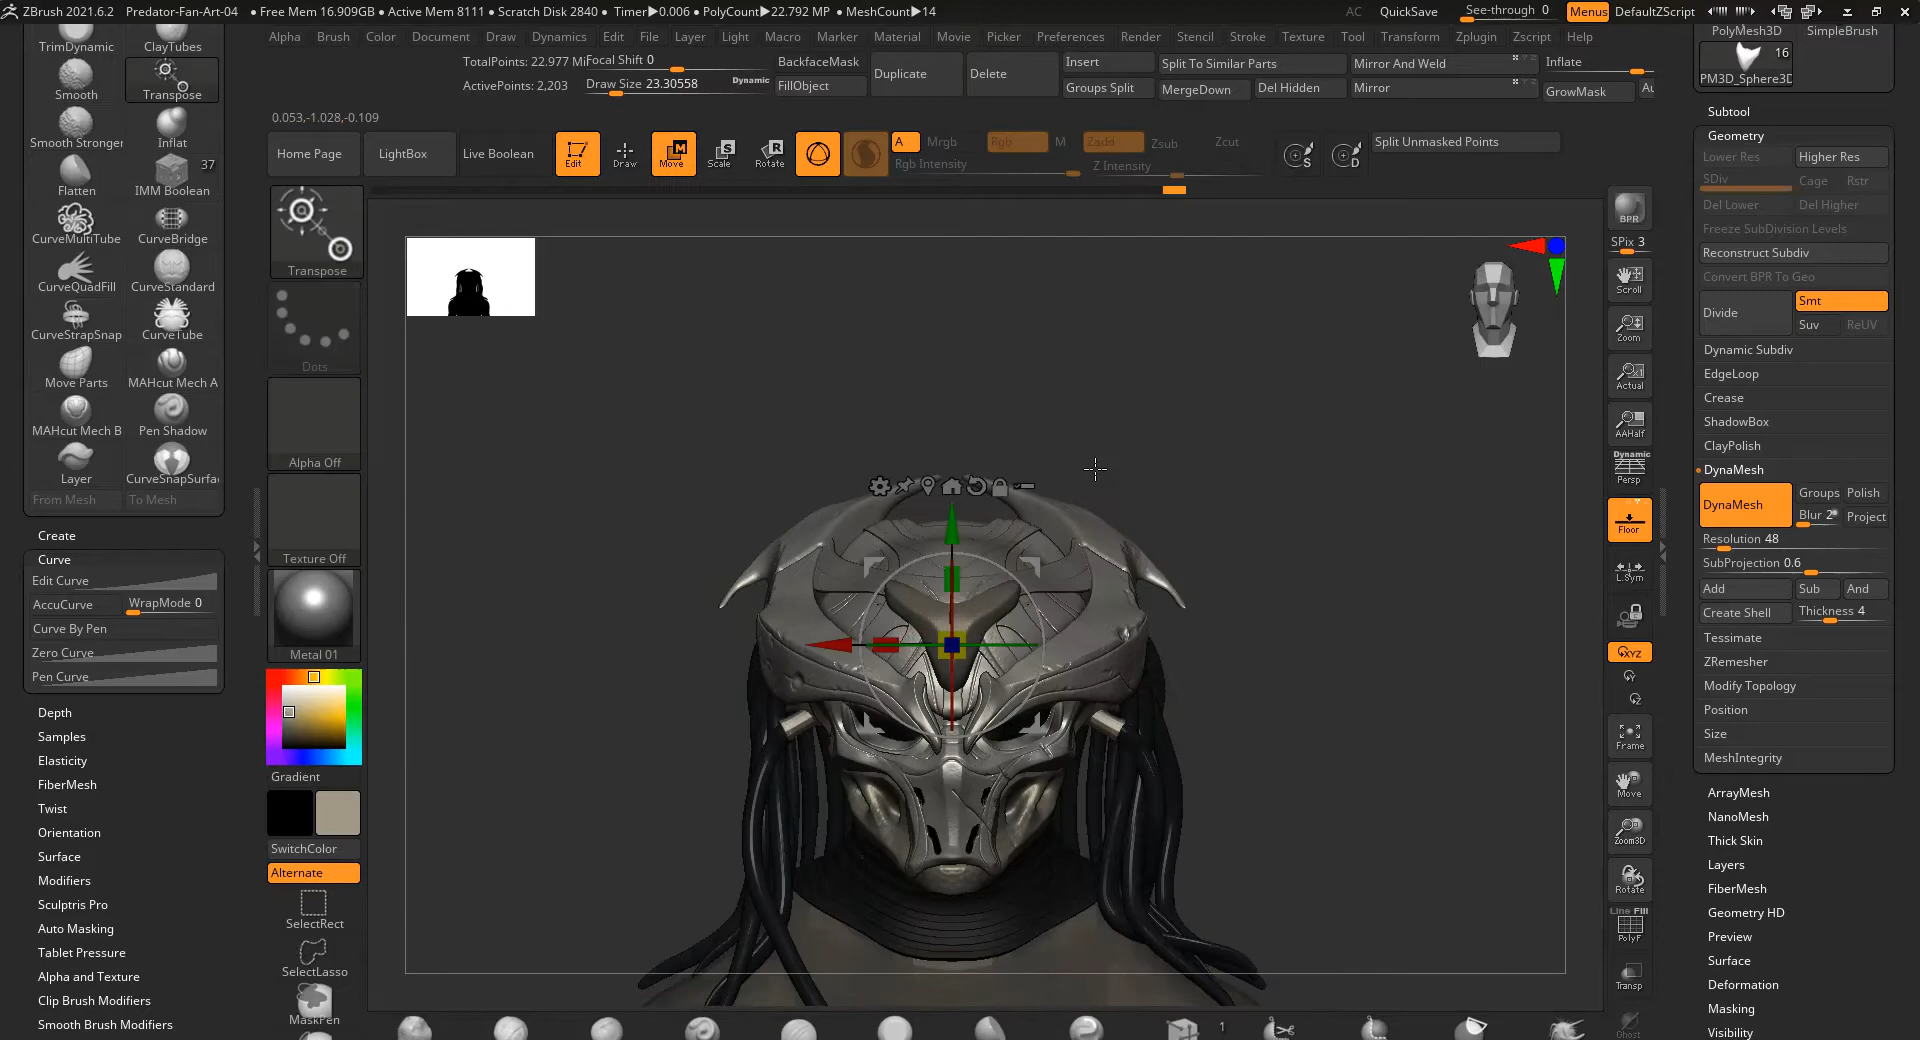 ZBrush 2021.6.2 Predator-Fan-Art-04 ● Free Mem 16.909GB ● Active Mem 8111 ● Scratch Disk 2840 ● Timer▶0.006 ● PolyCount▶22.792 MP ● MeshCount▶14 AC QuickSave See-through 0 Menus DefaultZScript
Alpha Brush Color Document Draw Dynamics Edit File Layer Light Macro Marker Material Movie Picker Preferences Render Stencil Stroke Texture Tool Transform Zplugin Zscript Help
TotalPoints: 22.977 Mi Focal Shift 0 BackfaceMask Duplicate Delete Insert Split To Similar Parts Mirror And Weld Inflate
ActivePoints: 2,203 Draw Size 23.30558 Dynamic FillObject Groups Split MergeDown Del Hidden Mirror GrowMask Au
0.053,-1.028,-0.109
Home Page LightBox Live Boolean Edit Draw Move Scale Rotate A Mrgb Rgb M Zadd Zsub Zcut Split Unmasked Points
Rgb Intensity Z Intensity
S D
TrimDynamic ClayTubes
Smooth Transpose
Smooth Stronger Inflat
37
Flatten IMM Boolean
CurveMultiTube CurveBridge
CurveQuadFill CurveStandard
CurveStrapSnap CurveTube
Move Parts MAHcut Mech A
MAHcut Mech B Pen Shadow
Layer CurveSnapSurfa
From Mesh To Mesh
Create
Curve
Edit Curve
AccuCurve WrapMode 0
Curve By Pen
Zero Curve
Pen Curve
Depth
Samples
Elasticity
FiberMesh
Twist
Orientation
Surface
Modifiers
Sculptris Pro
Auto Masking
Tablet Pressure
Alpha and Texture
Clip Brush Modifiers
Smooth Brush Modifiers
Transpose
Dots
Alpha Off
Texture Off
Metal 01
Gradient
SwitchColor
Alternate
SelectRect
SelectLasso
MaskPen
1
BPR
SPix 3
Scroll
Zoom
Actual
AAHalf
Dynamic
Persp
Floor
L.Sym
XYZ
Y
Z
Frame
Move
Zoom3D
Rotate
Line Fill
PolyF
Transp
Ghost
PolyMesh3D SimpleBrush
16
PM3D_Sphere3D
Subtool
Geometry
Lower Res Higher Res
SDiv Cage Rstr
Del Lower Del Higher
Freeze SubDivision Levels
Reconstruct Subdiv
Convert BPR To Geo
Divide Smt
Suv ReUV
Dynamic Subdiv
EdgeLoop
Crease
ShadowBox
ClayPolish
DynaMesh
DynaMesh Groups Polish
Blur 2 Project
Resolution 48
SubProjection 0.6
Add Sub And
Create Shell Thickness 4
Tessimate
ZRemesher
Modify Topology
Position
Size
MeshIntegrity
ArrayMesh
NanoMesh
Thick Skin
Layers
FiberMesh
Geometry HD
Preview
Surface
Deformation
Masking
Visibility